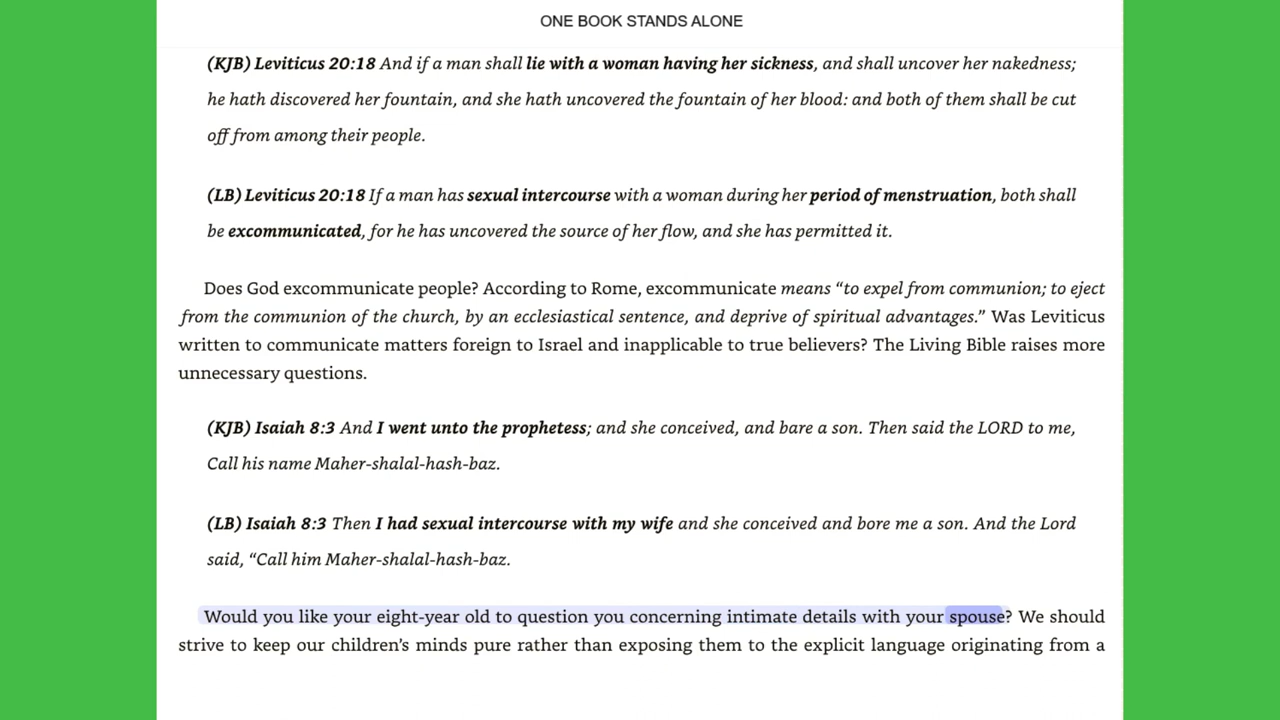 ONE BOOK STANDS ALONE
(KJB) Leviticus 20:18 And if a man shall lie with a woman having her sickness, and shall uncover her nakedness;
he hath discovered her fountain, and she hath uncovered the fountain of her blood: and both of them shall be cut
off from among their people.
(LB) Leviticus 20:18 If a man has sexual intercourse with a woman during her period of menstruation, both shall
be excommunicated, for he has uncovered the source of her flow, and she has permitted it.
Does God excommunicate people? According to Rome, excommunicate means “to expel from communion; to eject
from the communion of the church, by an ecclesiastical sentence, and deprive of spiritual advantages.” Was Leviticus
written to communicate matters foreign to Israel and inapplicable to true believers? The Living Bible raises more
unnecessary questions.
(KJB) Isaiah 8:3 And I went unto the prophetess; and she conceived, and bare a son. Then said the LORD to me,
Call his name Maher-shalal-hash-baz.
(LB) Isaiah 8:3 Then I had sexual intercourse with my wife and she conceived and bore me a son. And the Lord
said, “Call him Maher-shalal-hash-baz.
Would you like your eight-year old to question you concerning intimate details with your spouse? We should
strive to keep our children’s minds pure rather than exposing them to the explicit language originating from a